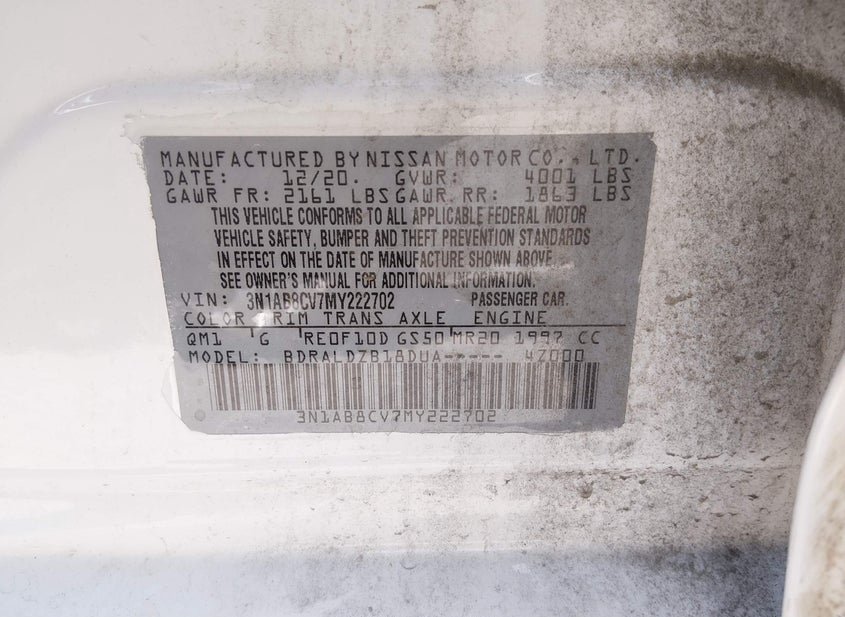 MANUFACTURED BY NISSAN MOTOR CO., LTD.
DATE: 12/20. GVWR: 4001 LBS
GAWR FR: 2161 LBS GAWR RR: 1863 LBS
THIS VEHICLE CONFORMS TO ALL APPLICABLE FEDERAL MOTOR
VEHICLE SAFETY, BUMPER AND THEFT PREVENTION STANDARDS
IN EFFECT ON THE DATE OF MANUFACTURE SHOWN ABOVE.
SEE OWNER'S MANUAL FOR ADDITIONAL INFORMATION.
VIN: 3N1AB8CV7MY222702 PASSENGER CAR.
COLOR TRIM TRANS AXLE ENGINE
QM1 G RE0F10D GS50 MR20 1997 CC
MODEL: BDRALDZB18DUA----- 4Z000
3N1AB8CV7MY222702